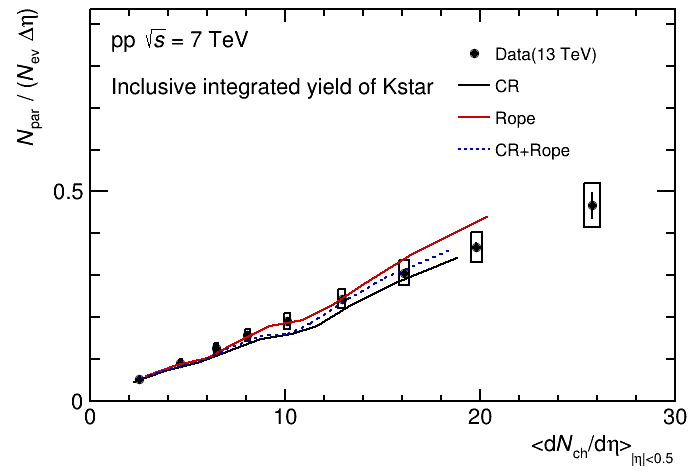 N_par / (N_ev Δη)
pp √s = 7 TeV
Inclusive integrated yield of Kstar
Data(13 TeV)
CR
Rope
CR+Rope
0.5
0
0 10 20 30
<dN_ch/dη>_|η|<0.5